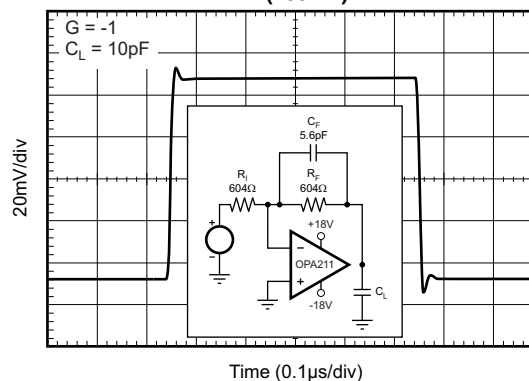 G = -1
C_L = 10pF
C_F
5.6pF
R_I
604Ω
R_F
604Ω
+18V
OPA211
-18V
C_L
20mV/div
Time (0.1µs/div)